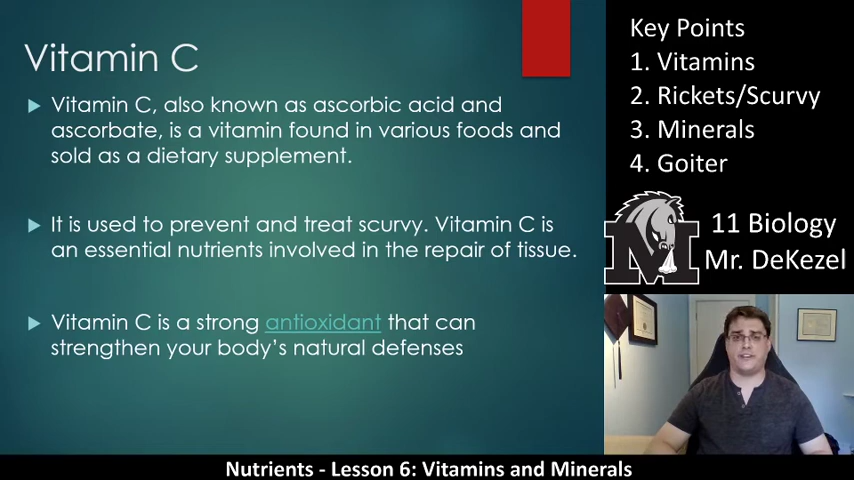 Vitamin C
Vitamin C, also known as ascorbic acid and
ascorbate, is a vitamin found in various foods and
sold as a dietary supplement.
It is used to prevent and treat scurvy. Vitamin C is
an essential nutrients involved in the repair of tissue.
Vitamin C is a strong antioxidant that can
strengthen your body's natural defenses
Key Points
1. Vitamins
2. Rickets/Scurvy
3. Minerals
4. Goiter
M
11 Biology
Mr. DeKezel
Nutrients - Lesson 6: Vitamins and Minerals